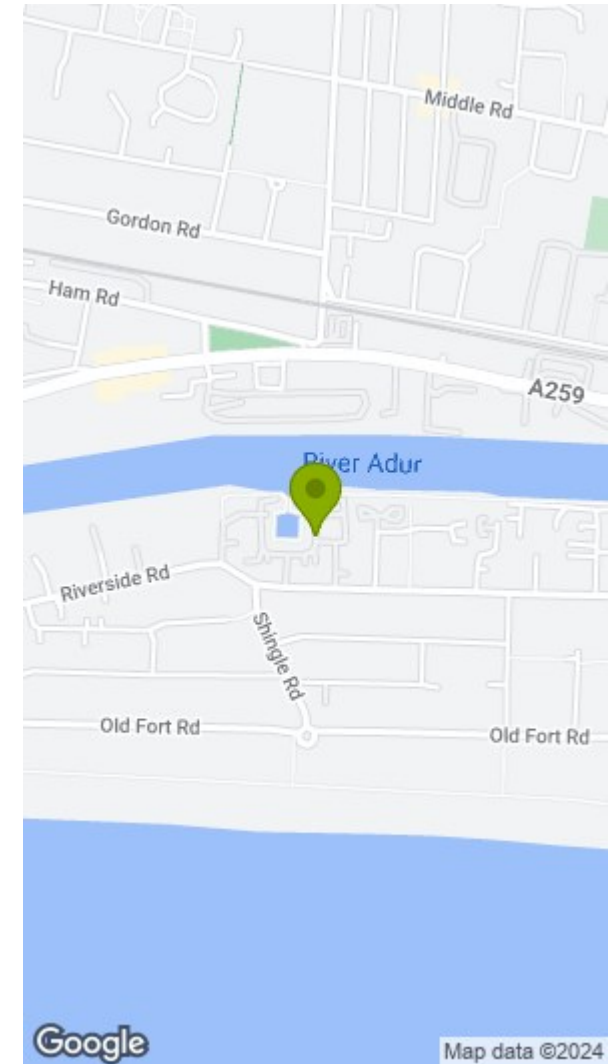 Middle Rd
Gordon Rd
Ham Rd
A259
River Adur
Riverside Rd
Shingle Rd
Old Fort Rd
Old Fort Rd
Google
Map data ©2024